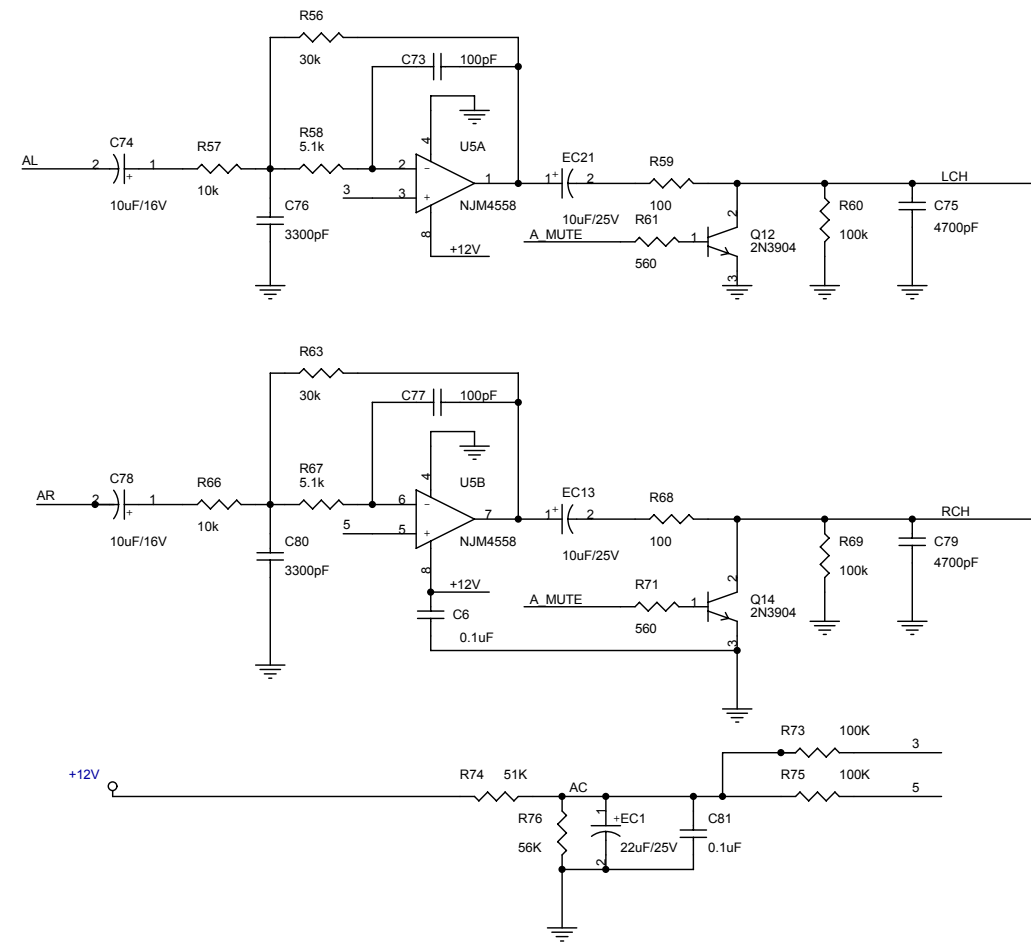 R56
30k
C73 100pF
4
C74
R57
R58
5.1k
U5A
AL 2 1
+
10uF/16V
10k
2 −
3 3 +
1
NJM4558
8
+12V
C76
3300pF
EC21
1 + 2
10uF/25V
R59
100
LCH
R61
A_MUTE
560
1
2
3
Q12
2N3904
R60
100k
C75
4700pF
R63
30k
C77 100pF
4
C78
R66
R67
5.1k
U5B
AR 2 1
+
10uF/16V
10k
6 −
5 5 +
7
NJM4558
8
+12V
C80
3300pF
C6
0.1uF
EC13
1 + 2
10uF/25V
R68
100
RCH
R71
A_MUTE
560
1
2
3
Q14
2N3904
R69
100k
C79
4700pF
R73 100K 3
+12V
R74 51K
AC
R75 100K 5
R76
56K
1
+EC1
22uF/25V
2
C81
0.1uF